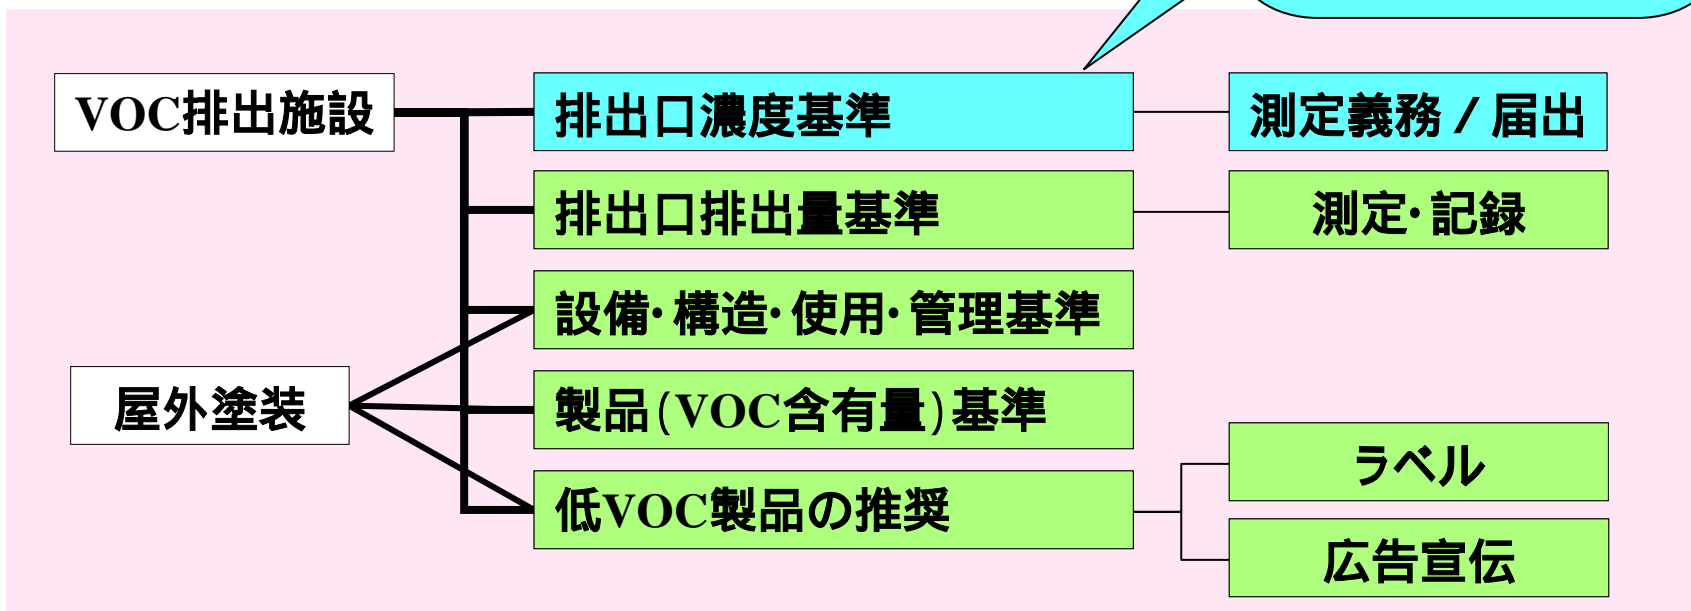 VOC排出施設
排出口濃度基準
測定義務/届出
排出口排出量基準
測定・記録
設備・構造・使用・管理基準
屋外塗装
製品(VOC含有量)基準
低VOC製品の推奨
ラベル
広告宣伝